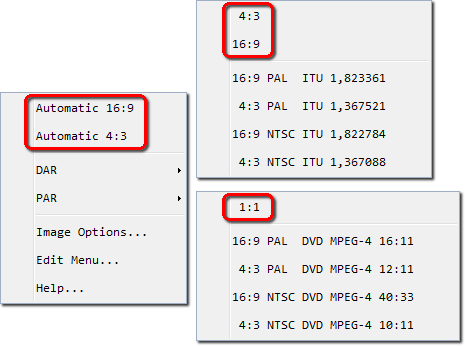 Automatic 16:9
Automatic 4:3
DAR
PAR
Image Options...
Edit Menu...
Help...
4:3
16:9
16:9 PAL ITU 1,823361
4:3 PAL ITU 1,367521
16:9 NTSC ITU 1,822784
4:3 NTSC ITU 1,367088
1:1
16:9 PAL DVD MPEG-4 16:11
4:3 PAL DVD MPEG-4 12:11
16:9 NTSC DVD MPEG-4 40:33
4:3 NTSC DVD MPEG-4 10:11